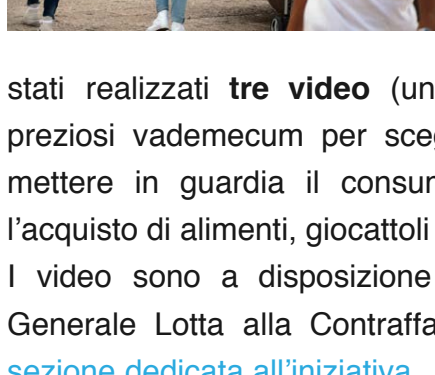 stati realizzati tre video (un
preziosi vademecum per sceg
mettere in guardia il consur
l'acquisto di alimenti, giocattoli
I video sono a disposizione
Generale Lotta alla Contraffa
sezione dedicata all'iniziativa